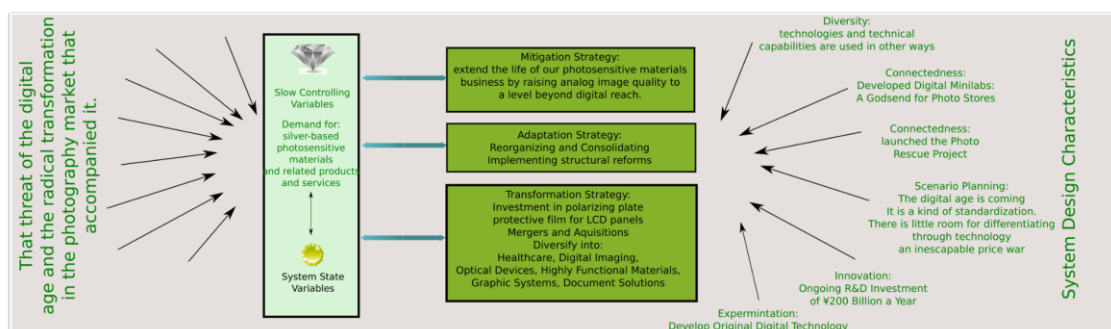 That threat of the digital
age and the radical transformation
in the photography market that
accompanied it.
Slow Controlling
Variables
Demand for:
silver-based
photosensitive
materials
and related products
and services
System State
Variables
Mitigation Strategy:
extend the life of our photosensitive materials
business by raising analog image quality to
a level beyond digital reach.
Adaptation Strategy:
Reorganizing and Consolidating
Implementing structural reforms
Transformation Strategy:
Investment in polarizing plate
protective film for LCD panels
Mergers and Aquisitions
Diversify into:
Healthcare, Digital Imaging,
Optical Devices, Highly Functional Materials,
Graphic Systems, Document Solutions
Diversity:
technologies and technical
capabilities are used in other ways
Connectedness:
Developed Digital Minilabs:
A Godsend for Photo Stores
Connectedness:
launched the Photo
Rescue Project
Scenario Planning:
The digital age is coming
It is a kind of standardization.
There is little room for differentiating
through technology
an inescapable price war
Innovation:
Ongoing R&D Investment
of ¥200 Billion a Year
Expermintation:
Develop Original Digital Technology
System Design Characteristics